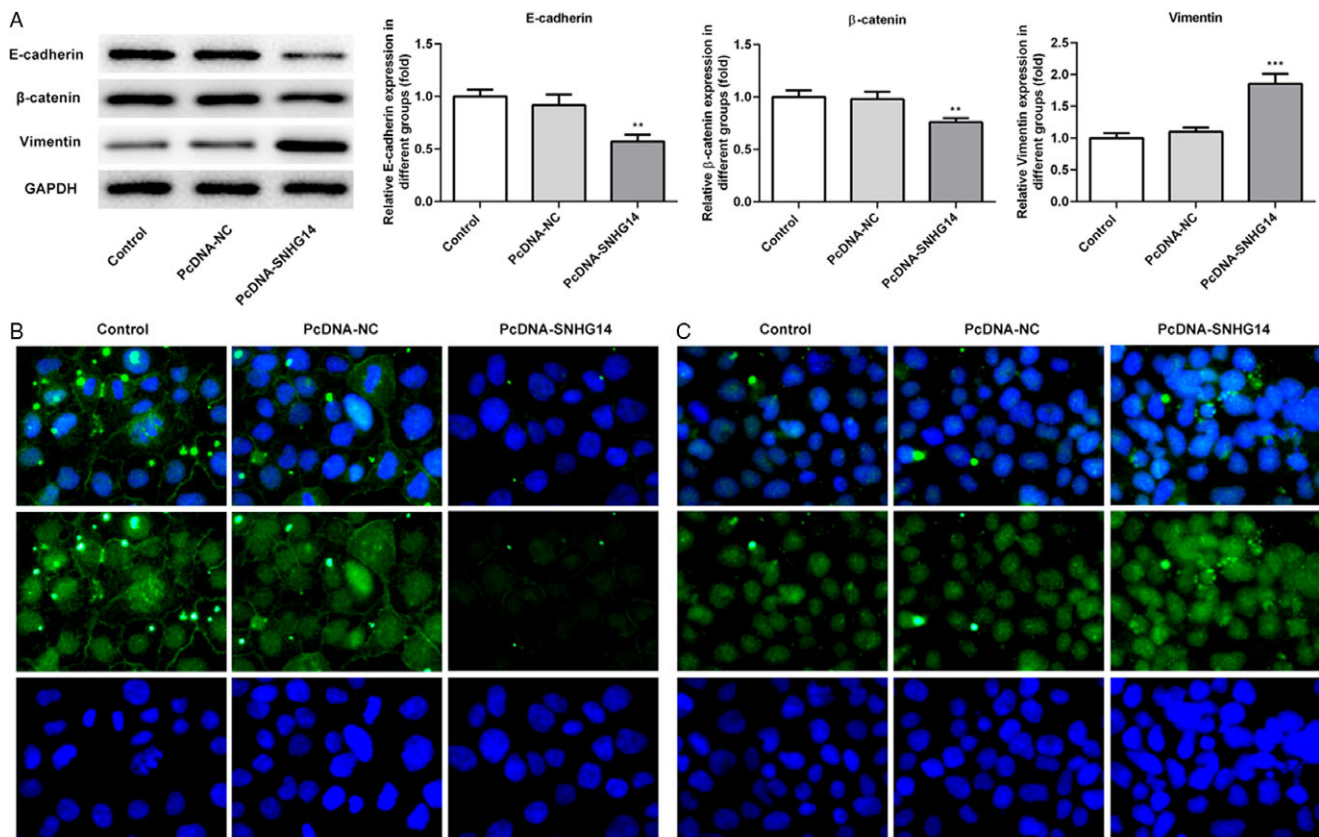 A
E-cadherin
β-catenin
Vimentin
GAPDH
Control
PcDNA-NC
PcDNA-SNHG14
E-cadherin
Relative E-cadherin expression in
different groups (fold)
1.5
1.0
0.5
0.0
**
Control
PcDNA-NC
PcDNA-SNHG14
β-catenin
Relative β-catenin expression in
different groups (fold)
1.5
1.0
0.5
0.0
**
Control
PcDNA-NC
PcDNA-SNHG14
Vimentin
Relative Vimentin expression in
different groups (fold)
2.5
2.0
1.5
1.0
0.5
0.0
***
Control
PcDNA-NC
PcDNA-SNHG14
B
Control
PcDNA-NC
PcDNA-SNHG14
C
Control
PcDNA-NC
PcDNA-SNHG14